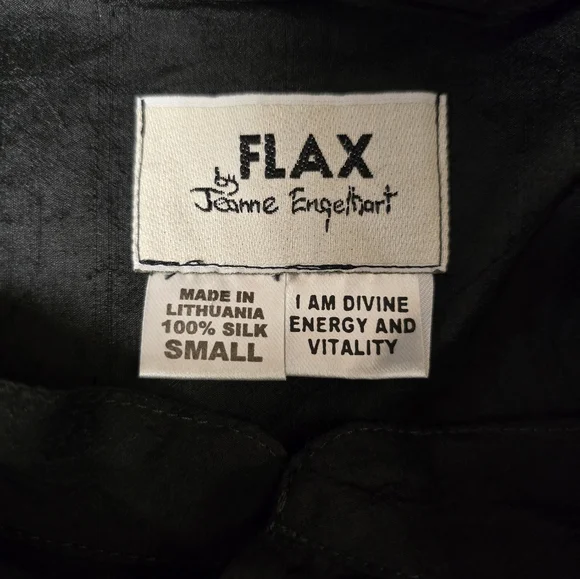 FLAX
by
Jeanne Engelhart
MADE IN
LITHUANIA
100% SILK
SMALL
I AM DIVINE
ENERGY AND
VITALITY